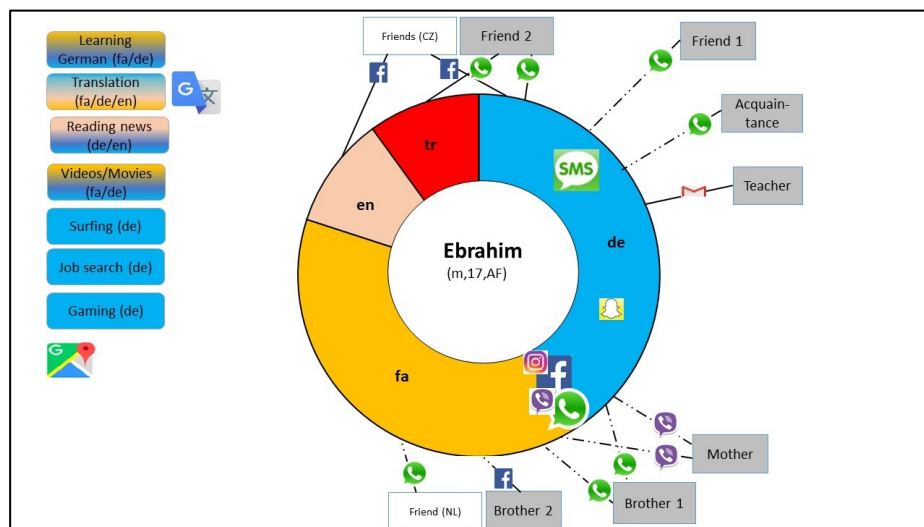 Learning
German (fa/de)
Translation
(fa/de/en)
G
Reading news
(de/en)
Videos/Movies
(fa/de)
Surfing (de)
Job search (de)
Gaming (de)
G
Friends (CZ)
Friend 2
Friend 1
Acquain-
tance
Teacher
SMS
tr
en
de
fa
Ebrahim
(m,17,AF)
Mother
Brother 1
Brother 2
Friend (NL)